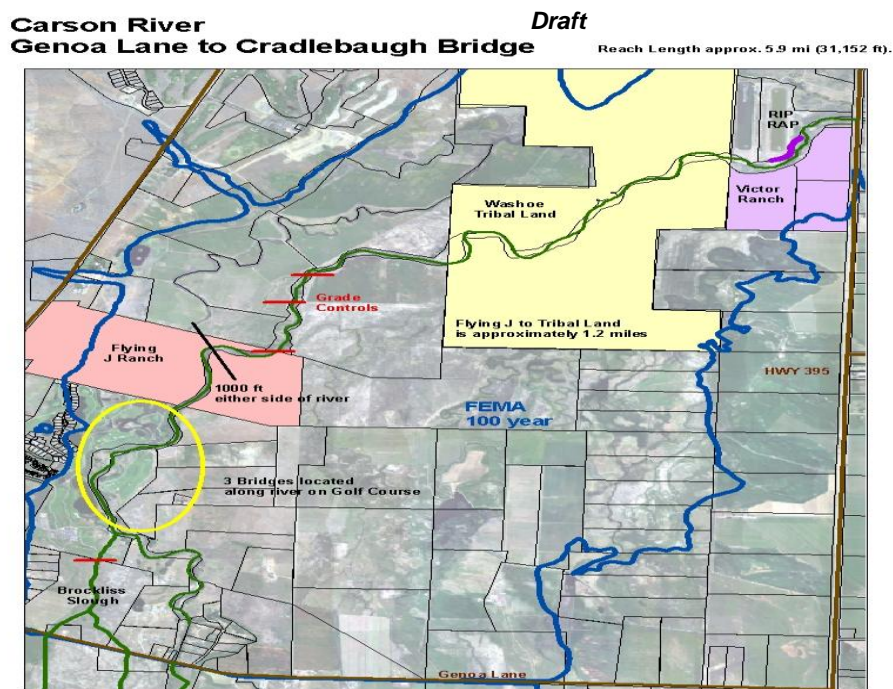 Carson River
Draft
Genoa Lane to Cradlebaugh Bridge
Reach Length approx. 5.9 mi (31,152 ft).
RIP
RAP
Victor
Ranch
Washoe
Tribal Land
Grade
Controls
Flying J to Tribal Land
is approximately 1.2 miles
Flying
J Ranch
HWY 395
1000 ft
either side of river
FEMA
100 year
3 Bridges located
along river on Golf Course
Brockliss
Slough
Genoa Lane